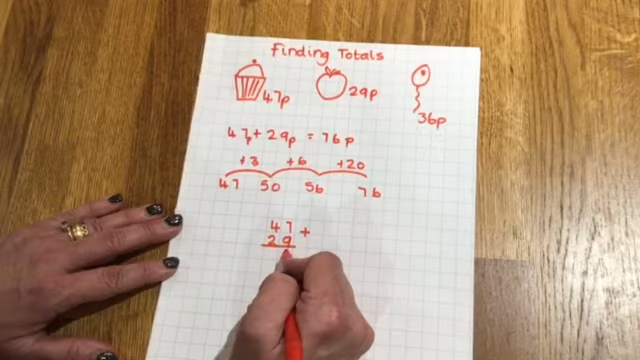 Finding Totals
47p 29p 36p
47p + 29p = 76p
+3 +6 +20
47 50 56 76
47 +
29